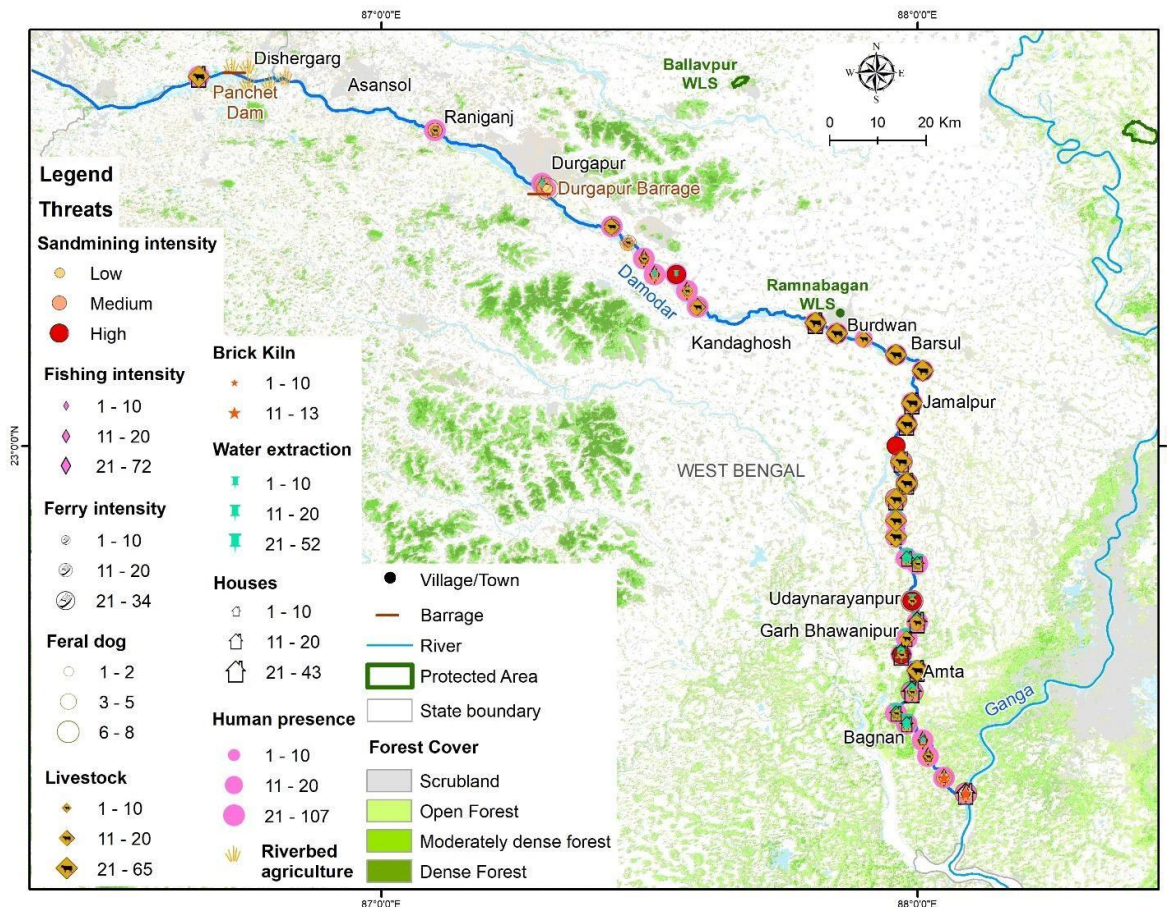 87°0'0"E
88°0'0"E
Dishergarg
Asansol
Panchet
Dam
Raniganj
Ballavpur
WLS
N
W
E
S
0
10
20 Km
Durgapur
Durgapur Barrage
Damodar
Ramnabagan
WLS
Kandaghosh
Burdwan
Barsul
Jamalpur
23°0'0"N
WEST BENGAL
Udaynarayanpur
Garh Bhawanipur
Amta
Bagnan
Ganga
Legend
Threats
Sandmining intensity
Low
Medium
High
Fishing intensity
1 - 10
11 - 20
21 - 72
Ferry intensity
1 - 10
11 - 20
21 - 34
Feral dog
1 - 2
3 - 5
6 - 8
Livestock
1 - 10
11 - 20
21 - 65
Brick Kiln
1 - 10
11 - 13
Water extraction
1 - 10
11 - 20
21 - 52
Houses
1 - 10
11 - 20
21 - 43
Human presence
1 - 10
11 - 20
21 - 107
Riverbed
agriculture
Village/Town
Barrage
River
Protected Area
State boundary
Forest Cover
Scrubland
Open Forest
Moderately dense forest
Dense Forest
87°0'0"E
88°0'0"E